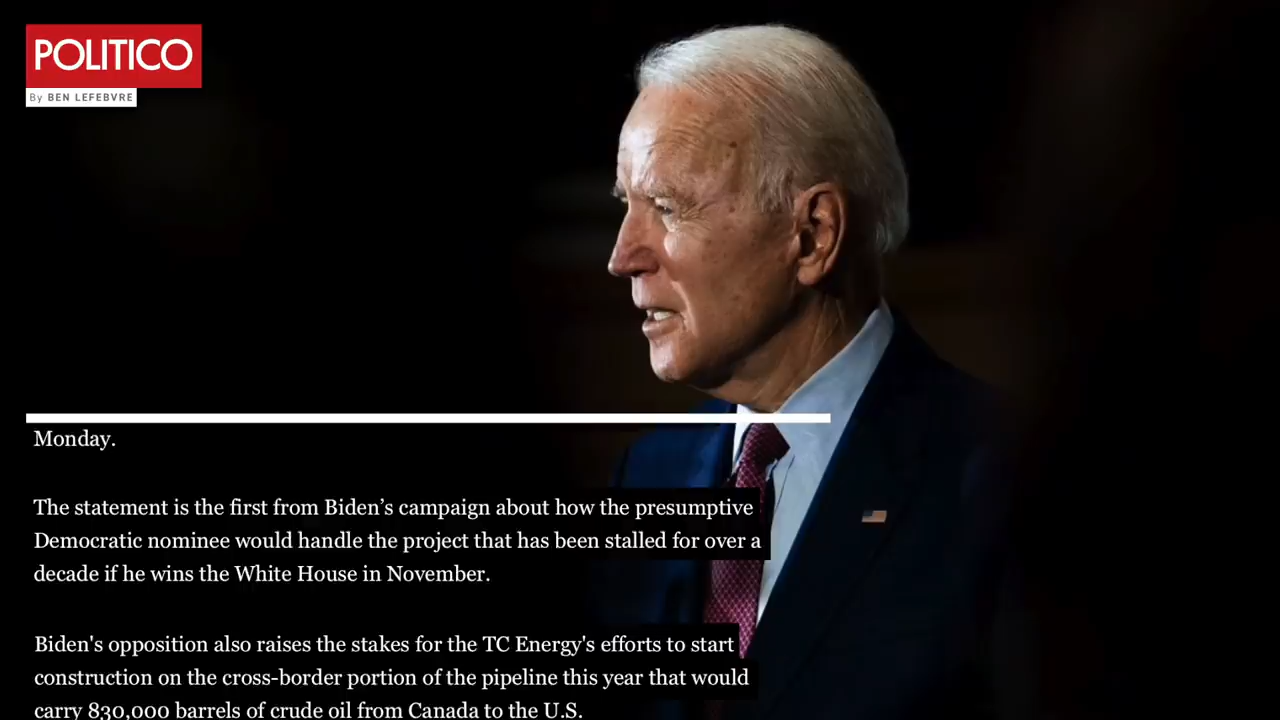 POLITICO
By BEN LEFEBVRE
Monday.
The statement is the first from Biden’s campaign about how the presumptive
Democratic nominee would handle the project that has been stalled for over a
decade if he wins the White House in November.
Biden's opposition also raises the stakes for the TC Energy's efforts to start
construction on the cross-border portion of the pipeline this year that would
carry 830,000 barrels of crude oil from Canada to the U.S.